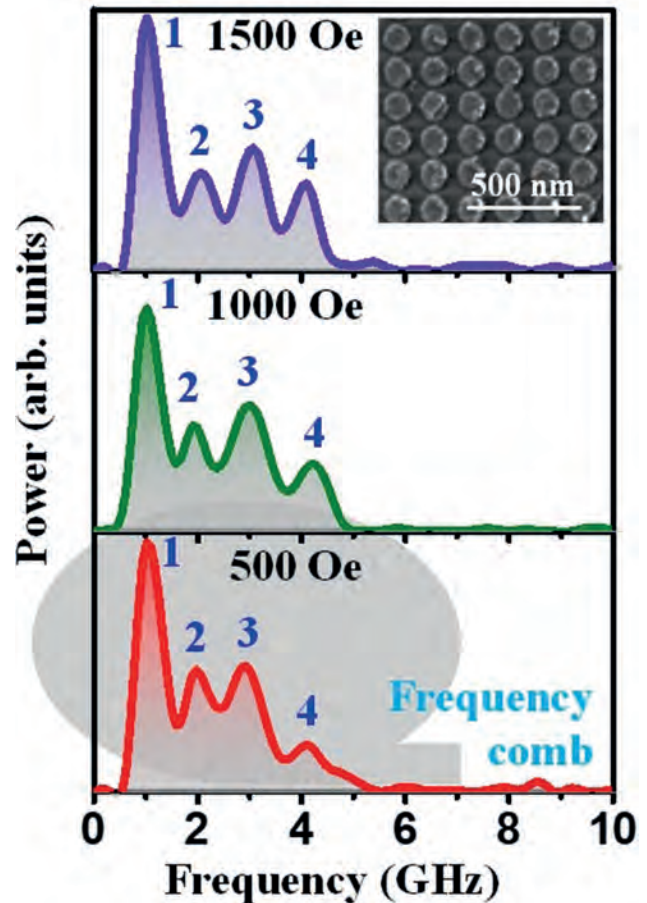 1 1500 Oe
2 3 4
500 nm
1 1000 Oe
2 3 4
1 500 Oe
2 3 4
Frequency
comb
0 2 4 6 8 10
Frequency (GHz)
Power (arb. units)